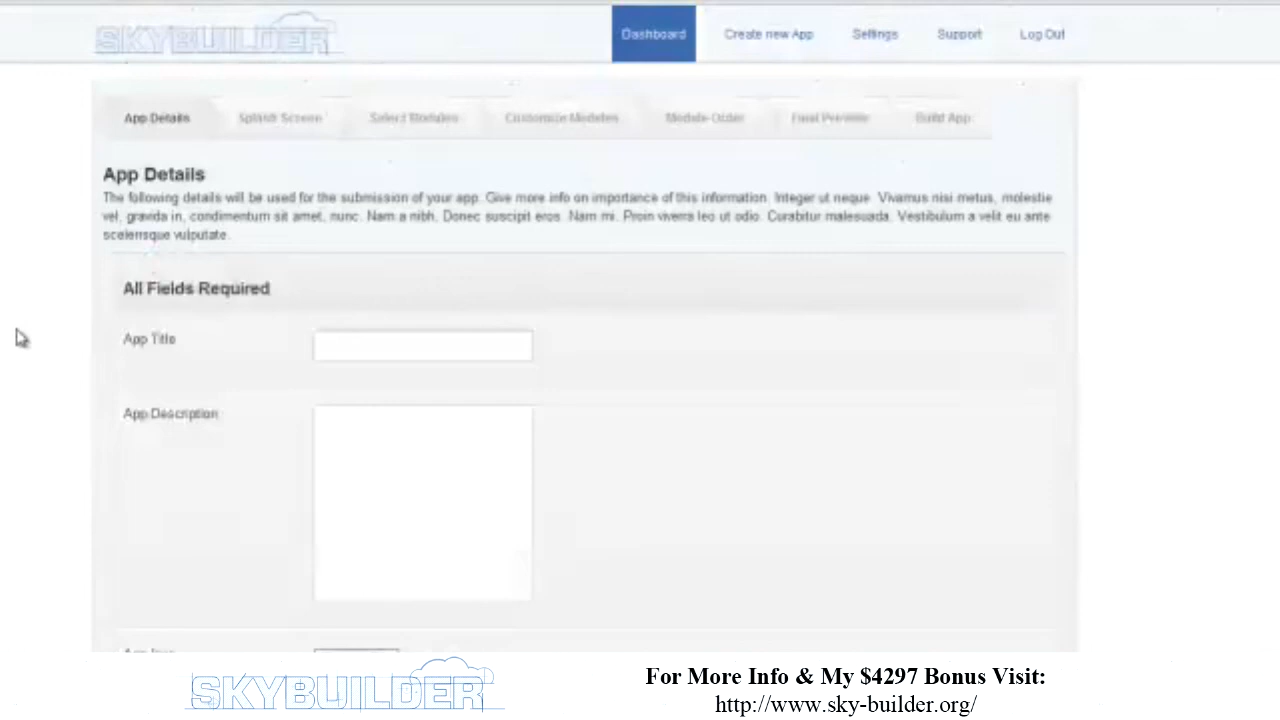 SKYBUILDER
Dashboard Create new App Settings Support Log Out
App Details Splash Screen Select Modules Customize Modules Module Order Final Preview Build App
App Details
The following details will be used for the submission of your app. Give more info on importance of this information. Integer ut neque. Vivamus nisi metus, molestie
vel, gravida in, condimentum sit amet, nunc. Nam a nibh. Donec suscipit eros. Nam mi. Proin viverra leo ut odio. Curabitur malesuada. Vestibulum a velit eu ante
scelerisque vulputate.
All Fields Required
App Title
App Description
SKYBUILDER
For More Info & My $4297 Bonus Visit:
http://www.sky-builder.org/